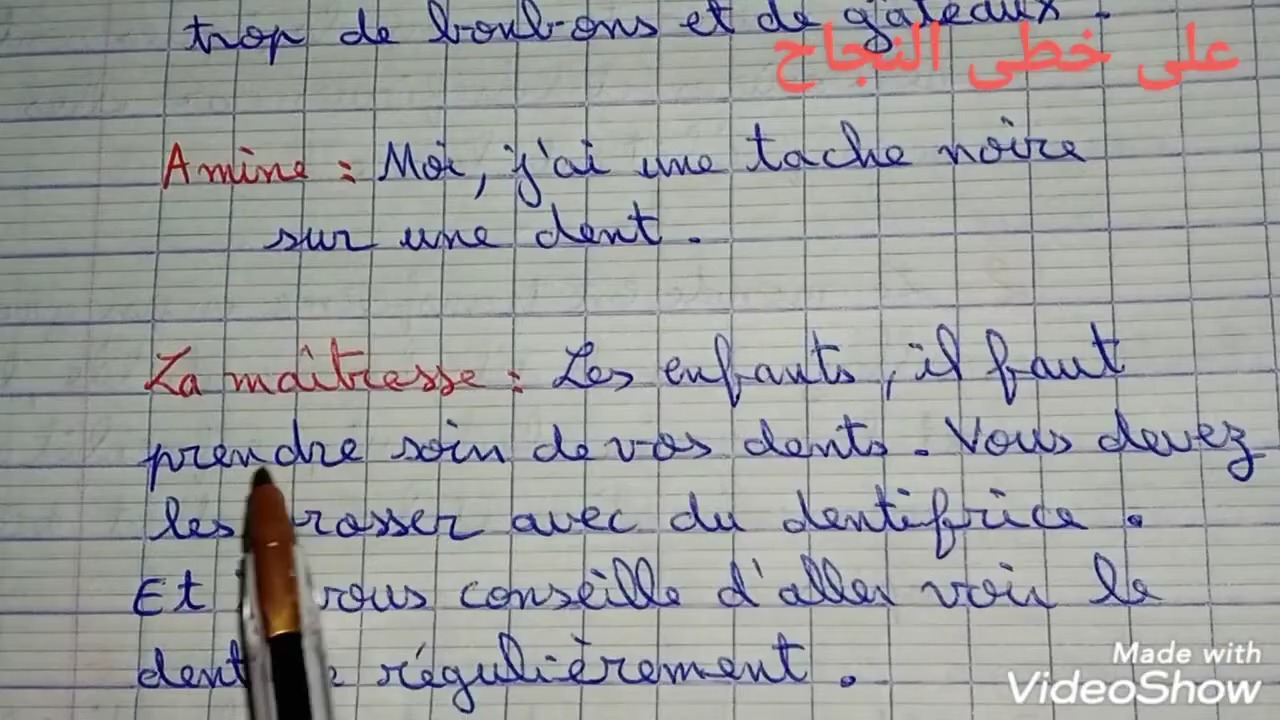 trop de bonbons et de gâteaux.
على خطى النجاح
Amine : Moi, j'ai une tache noire
sur une dent.
La maîtresse : Les enfants, il faut
prendre soin de vos dents. Vous devez
les rosser avec du dentifrice.
Et vous conseille d'aller voir le
dent e régulièrement.
Made with
VideoShow